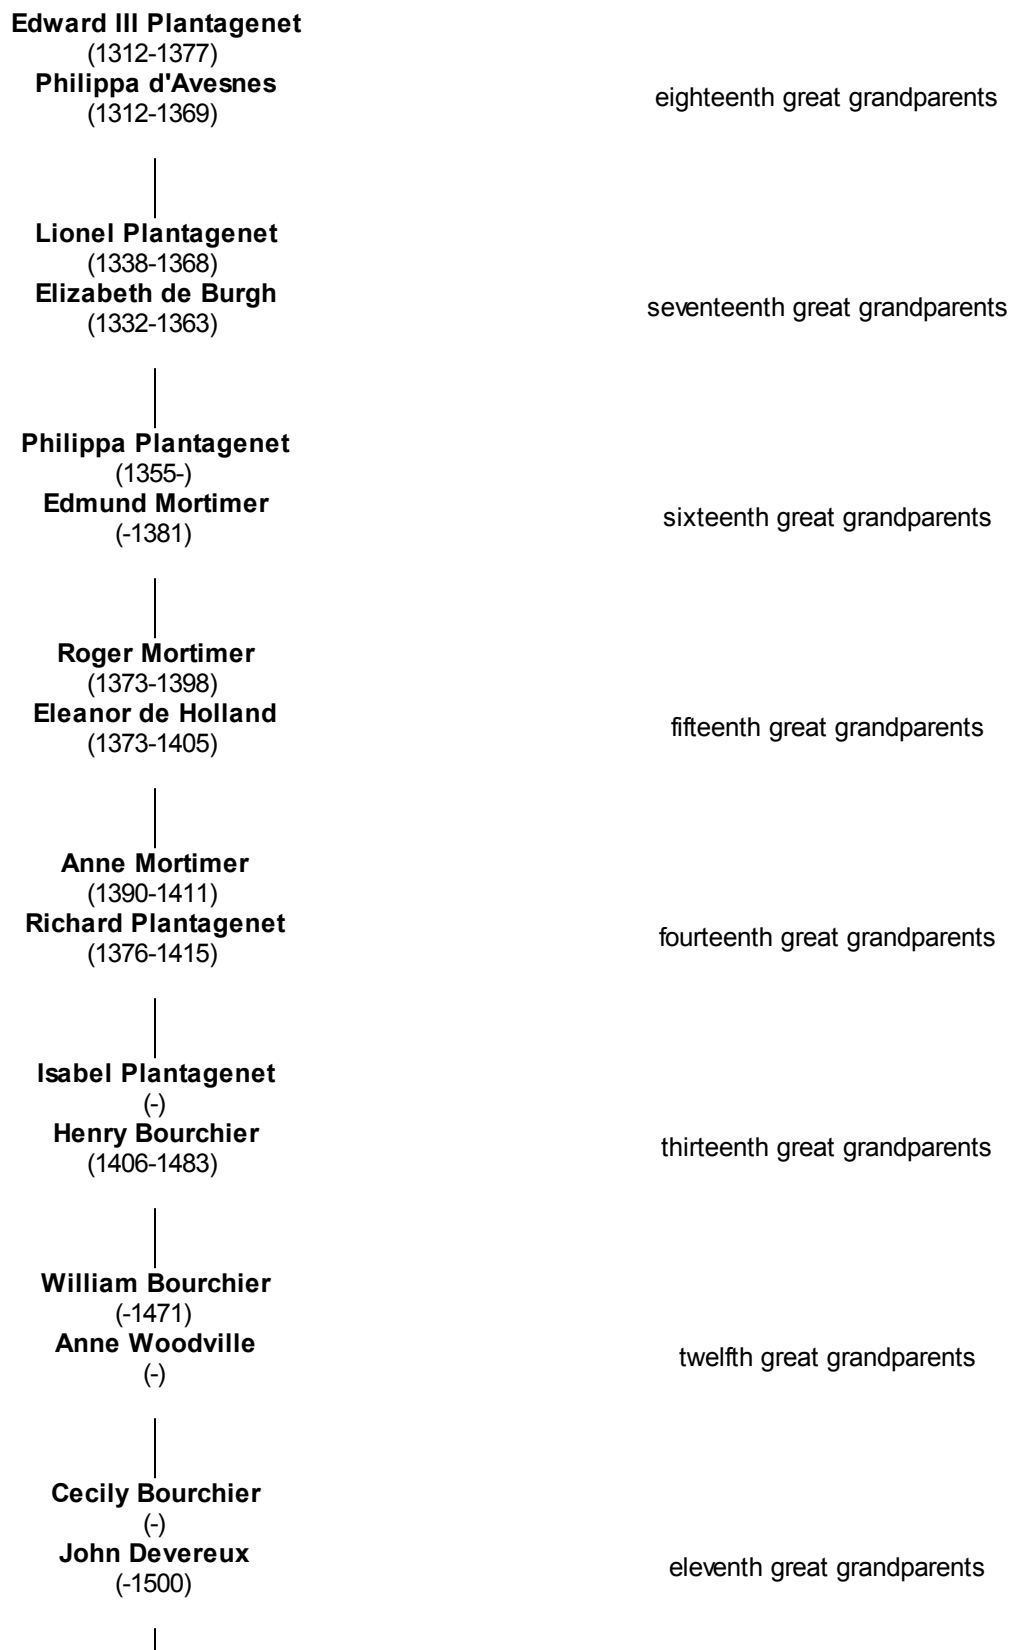 Edward III Plantagenet
(1312-1377)
Philippa d'Avesnes
(1312-1369)
eighteenth great grandparents
Lionel Plantagenet
(1338-1368)
Elizabeth de Burgh
(1332-1363)
seventeenth great grandparents
Philippa Plantagenet
(1355-)
Edmund Mortimer
(-1381)
sixteenth great grandparents
Roger Mortimer
(1373-1398)
Eleanor de Holland
(1373-1405)
fifteenth great grandparents
Anne Mortimer
(1390-1411)
Richard Plantagenet
(1376-1415)
fourteenth great grandparents
Isabel Plantagenet
(-)
Henry Bourchier
(1406-1483)
thirteenth great grandparents
William Bourchier
(-1471)
Anne Woodville
(-)
twelfth great grandparents
Cecily Bourchier
(-)
John Devereux
(-1500)
eleventh great grandparents